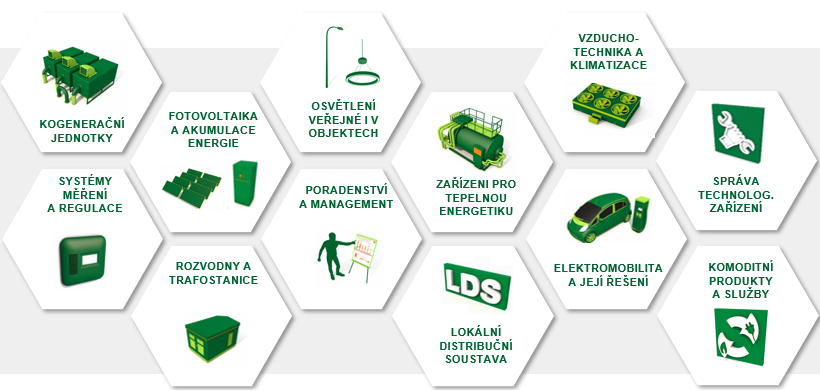 KOGENERAČNÍ
JEDNOTKY
FOTOVOLTAIKA
A AKUMULACE
ENERGIE
OSVĚTLENÍ
VEŘEJNÉ I V
OBJEKTECH
ZAŘÍZENI PRO
TEPELNOU
ENERGETIKU
VZDUCHO-
TECHNIKA A
KLIMATIZACE
SPRÁVA
TECHNOLOG.
ZAŘÍZENÍ
SYSTÉMY
MĚŘENÍ
A REGULACE
ROZVODNY A
TRAFOSTANICE
PORADENSTVÍ
A MANAGEMENT
LDS
LOKÁLNÍ
DISTRIBUČNÍ
SOUSTAVA
ELEKTROMOBILITA
A JEJÍ ŘEŠENÍ
KOMODITNÍ
PRODUKTY
A SLUŽBY